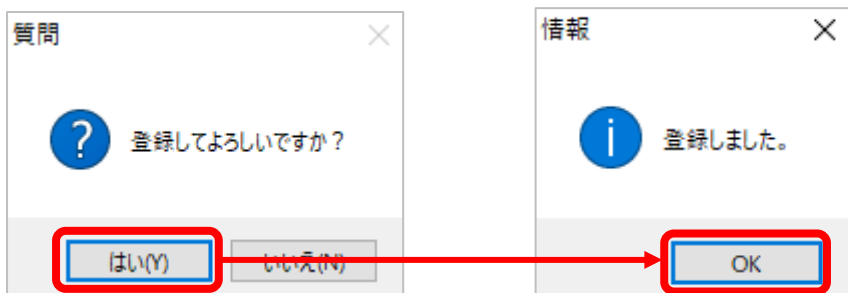 質問
登録してよろしいですか？
はい(Y)
いいえ(N)
情報
登録しました。
OK